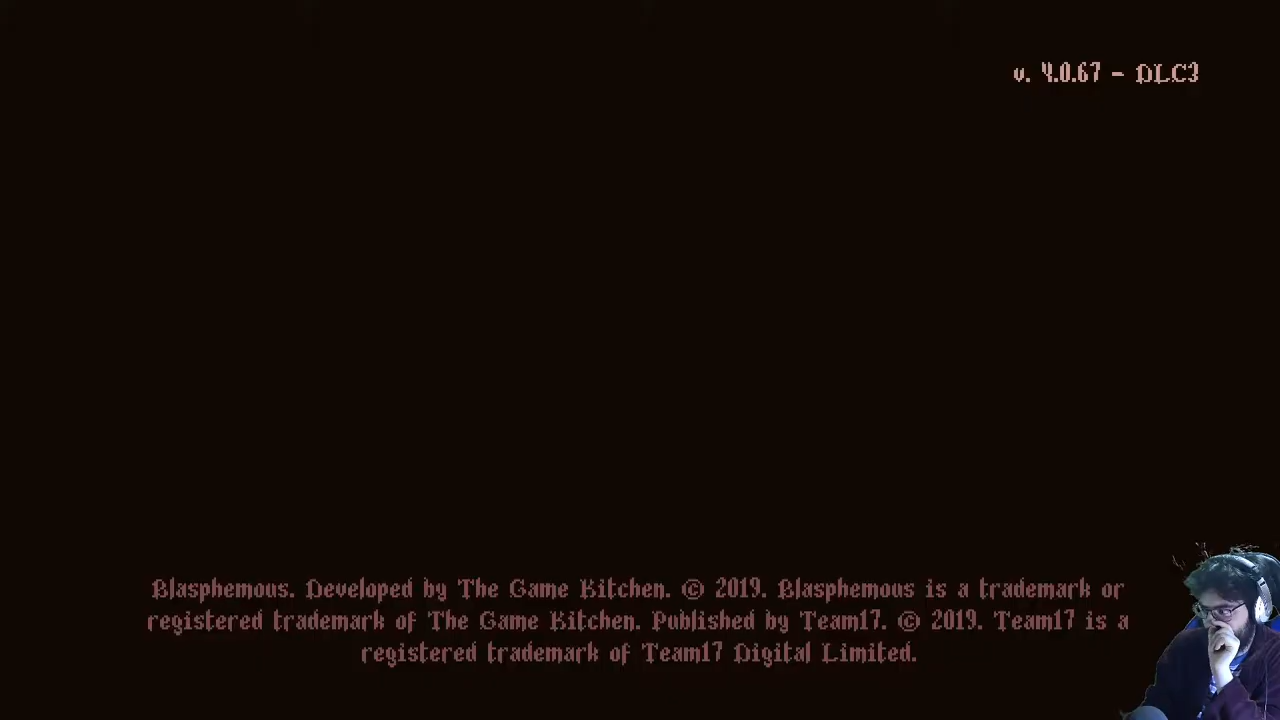 v. 4.0.67 - DLC3
Blasphemous. Developed by The Game Kitchen. © 2019. Blasphemous is a trademark or
registered trademark of The Game Kitchen. Published by Team17. © 2019. Team17 is a
registered trademark of Team17 Digital Limited.